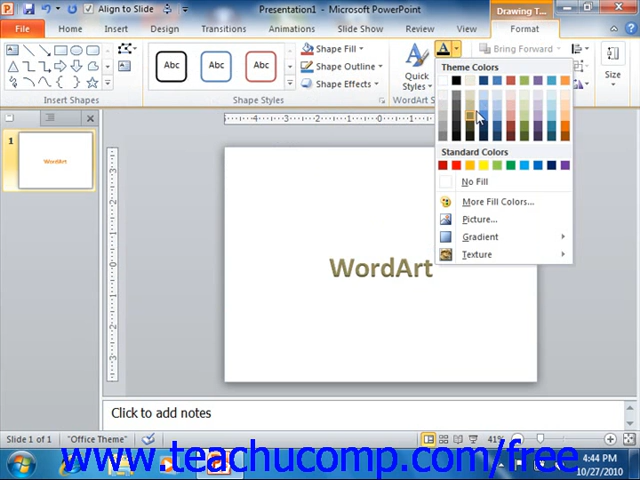 Align to Slide
Presentation1 - Microsoft PowerPoint
Drawing T...
File
Home
Insert
Design
Transitions
Animations
Slide Show
Review
View
Format
Abc
Abc
Abc
Shape Fill
Shape Outline
Shape Effects
Quick
Styles
A
Bring Forward
Size
Insert Shapes
Shape Styles
WordArt S
Theme Colors
Standard Colors
No Fill
More Fill Colors...
Picture...
Gradient
Texture
1
WordArt
WordArt
Click to add notes
Slide 1 of 1
"Office Theme"
41%
4:44 PM
10/27/2010
www.teachucomp.com/free